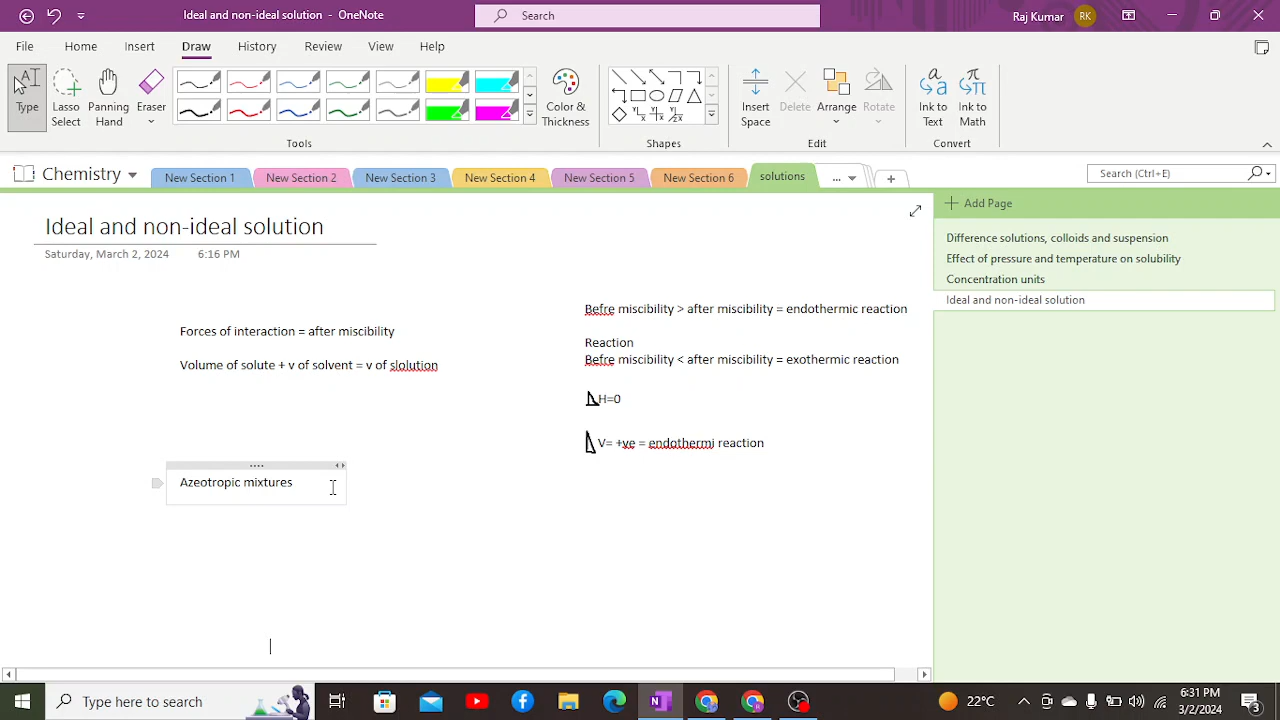 Ideal and non-ideal solution - OneNote
Search
Raj Kumar RK
File Home Insert Draw History Review View Help
Type
Lasso Select
Panning Hand
Eraser
Color & Thickness
Insert Space
Delete
Arrange
Rotate
Ink to Text
Ink to Math
Tools
Shapes
Edit
Convert
Chemistry
New Section 1
New Section 2
New Section 3
New Section 4
New Section 5
New Section 6
solutions
...
Search (Ctrl+E)
Ideal and non-ideal solution
Saturday, March 2, 2024 6:16 PM
Forces of interaction = after miscibility
Volume of solute + v of solvent = v of slolution
Azeotropic mixtures
Befre miscibility > after miscibility = endothermic reaction
Reaction
Befre miscibility < after miscibility = exothermic reaction
H=0
V= +ve = endothermi reaction
Add Page
Difference solutions, colloids and suspension
Effect of pressure and temperature on solubility
Concentration units
Ideal and non-ideal solution
Type here to search
22°C
6:31 PM
3/2/2024
3